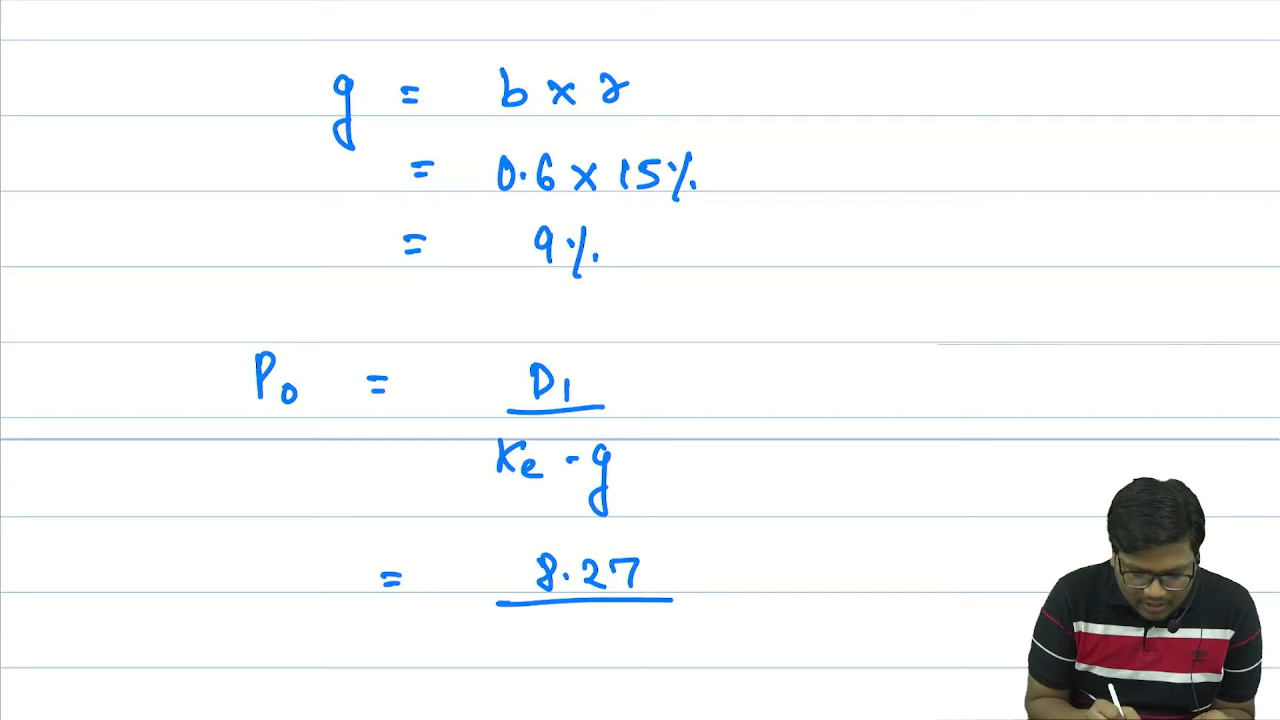 g = b × r
= 0.6 × 15%
= 9%
P0 = D1
Ke - g
= 8.27